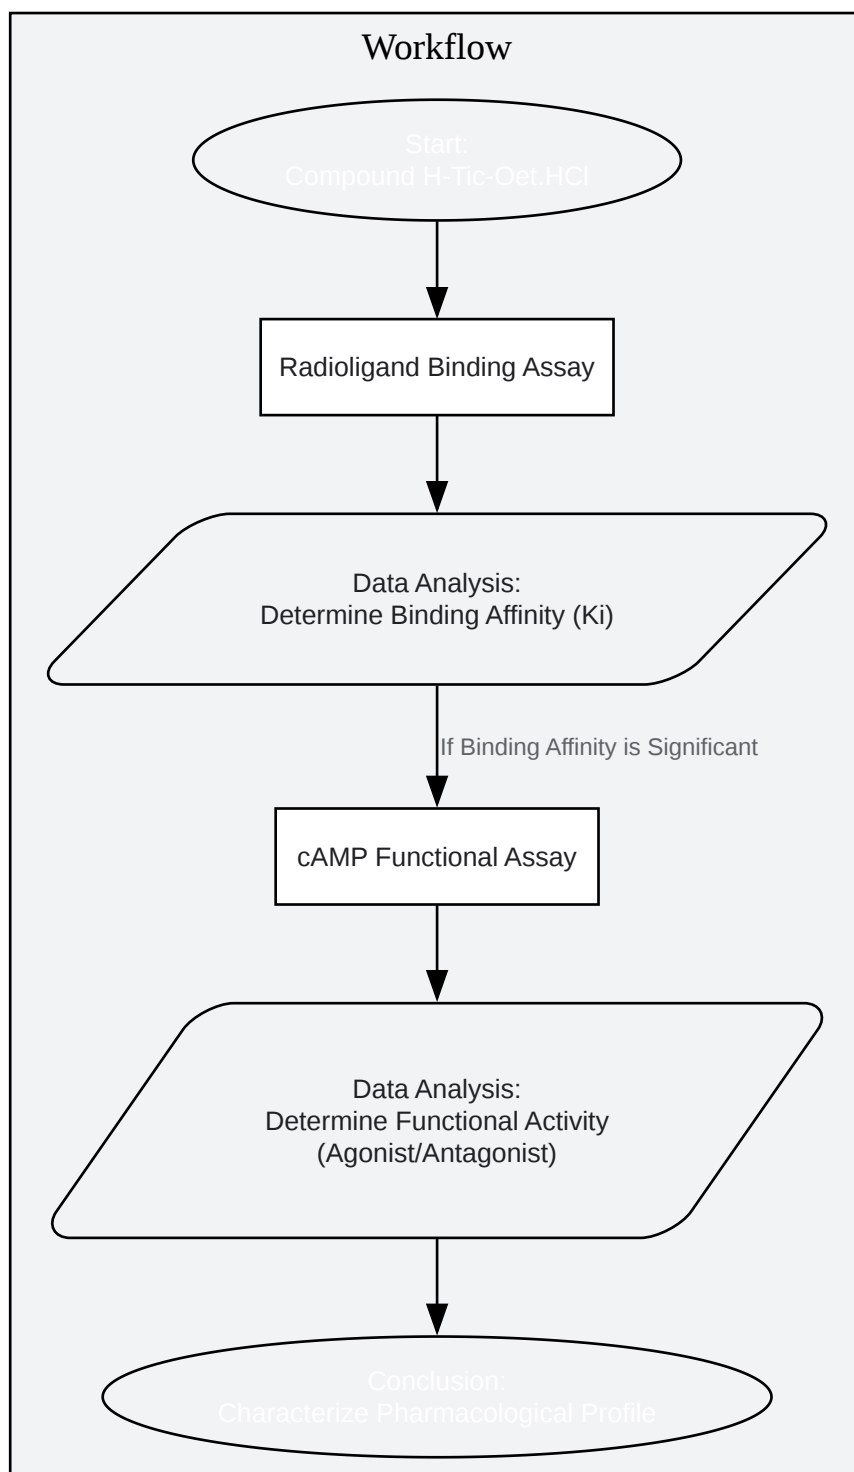 Workflow
Start:
Compound H-Tic-Oet.HCl
Radioligand Binding Assay
Data Analysis:
Determine Binding Affinity (Ki)
If Binding Affinity is Significant
cAMP Functional Assay
Data Analysis:
Determine Functional Activity
(Agonist/Antagonist)
Conclusion:
Characterize Pharmacological Profile